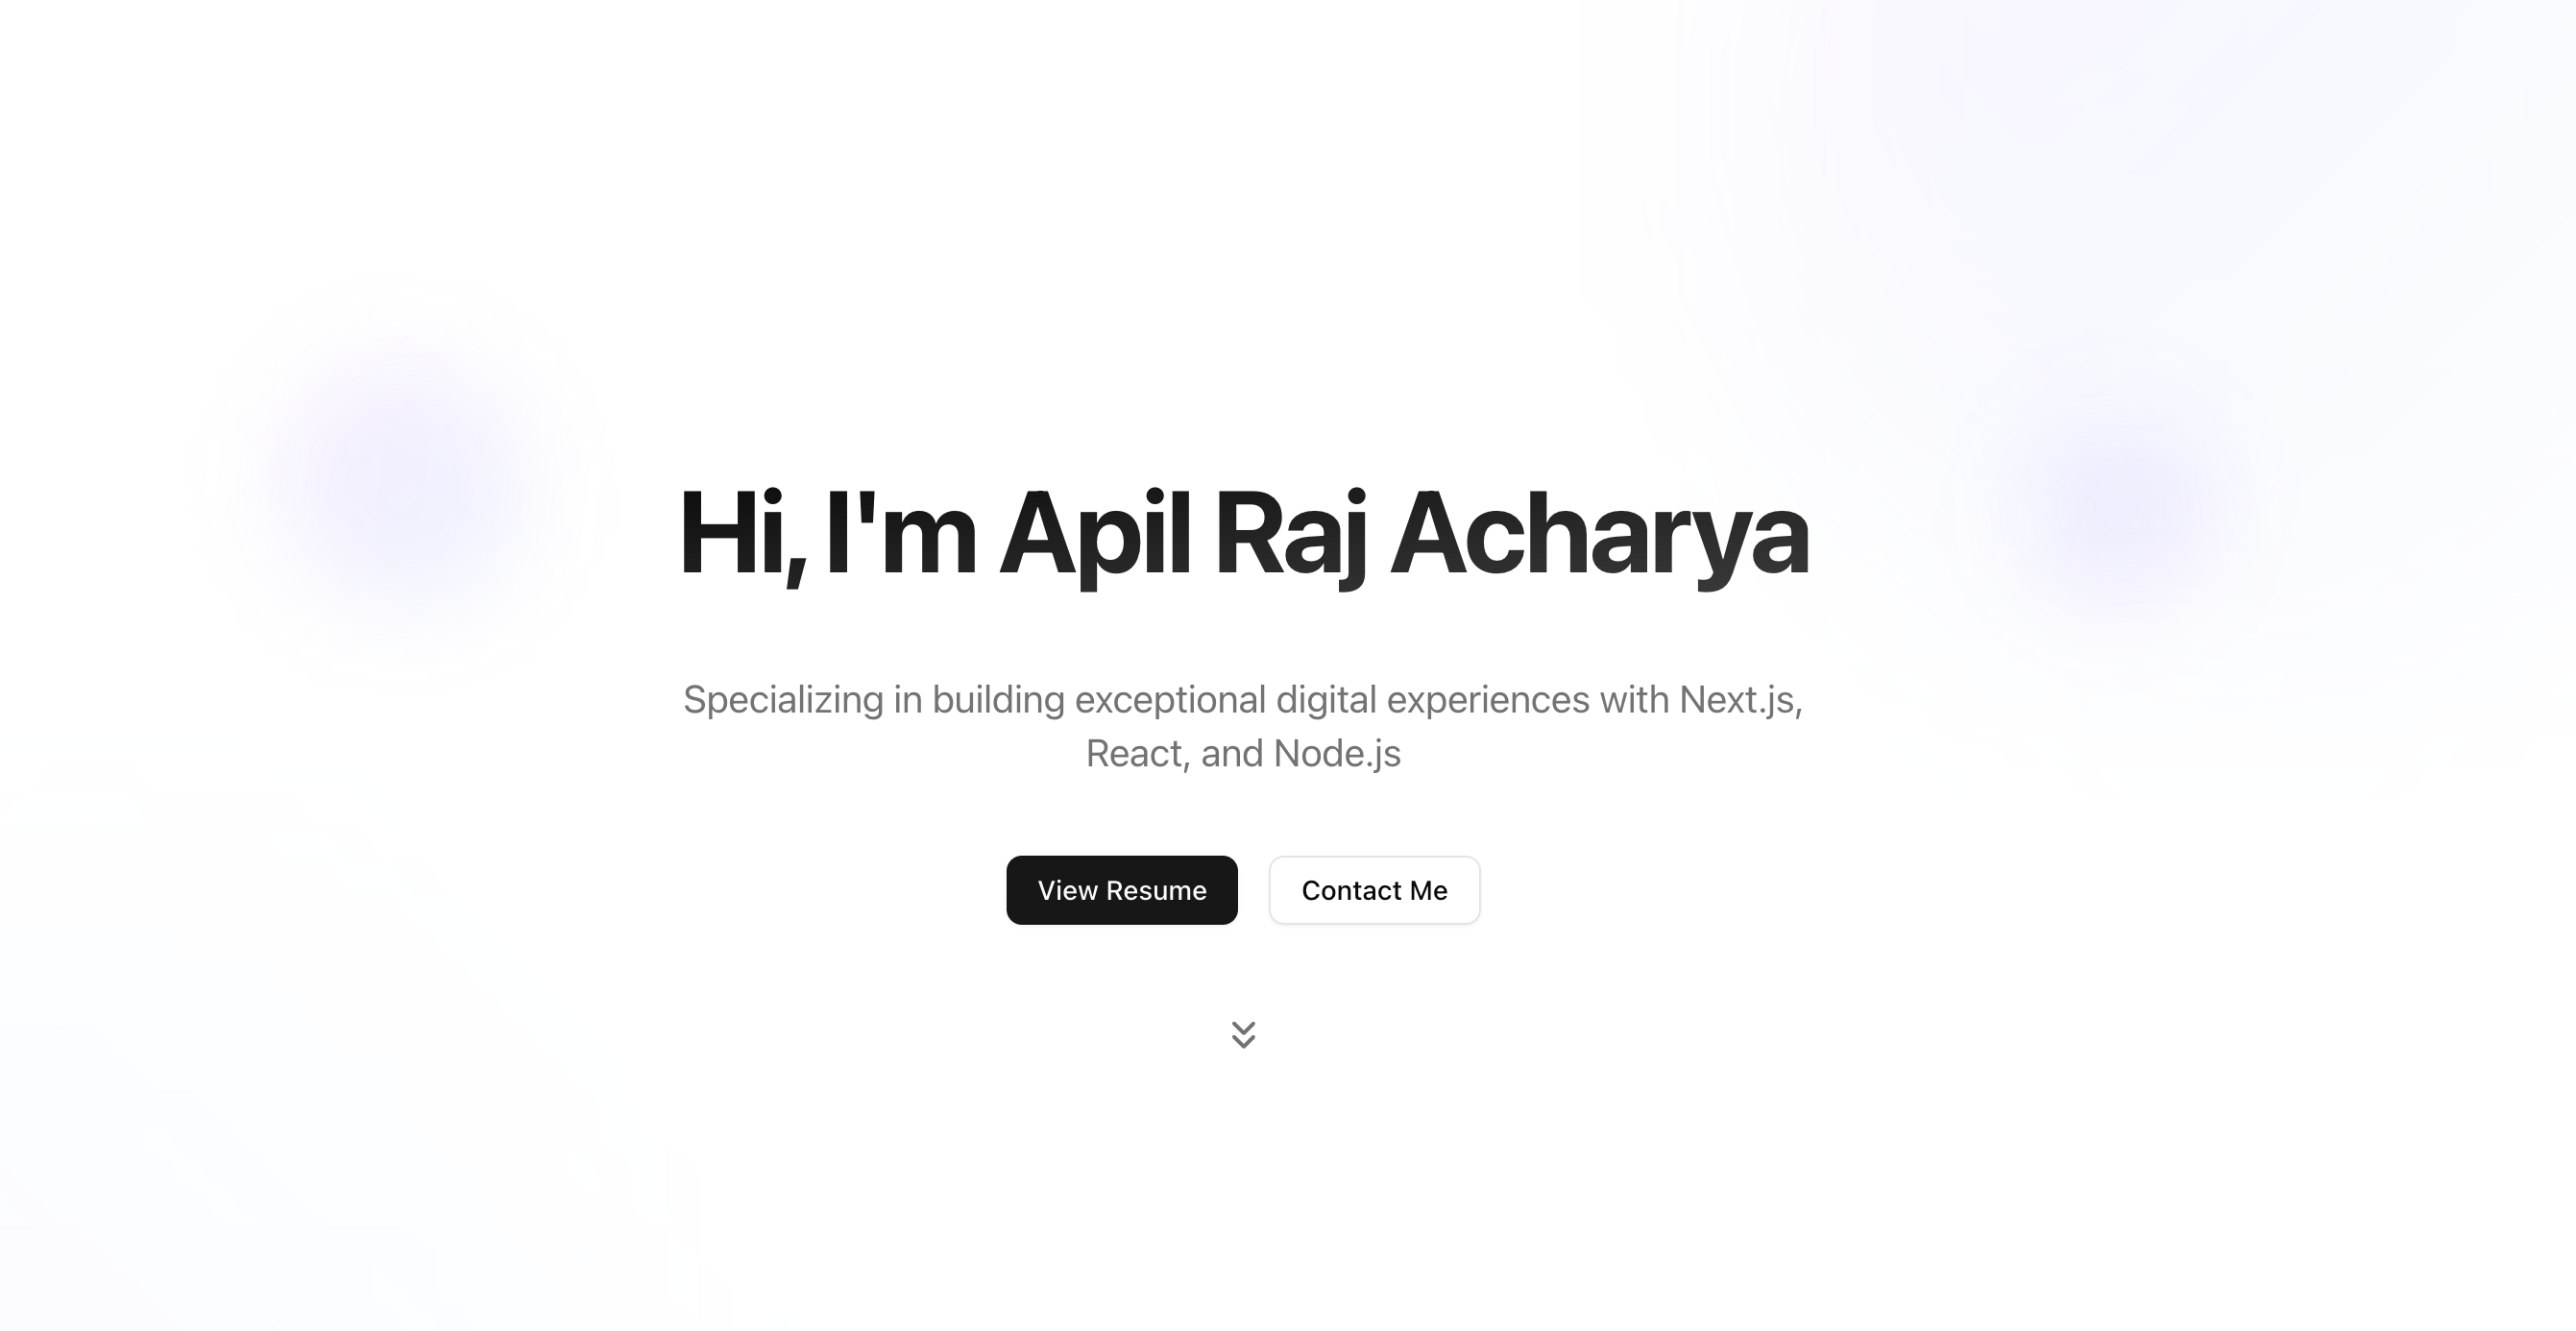 Hi, I'm Apil Raj Acharya
Specializing in building exceptional digital experiences with Next.js,
React, and Node.js
View Resume
Contact Me